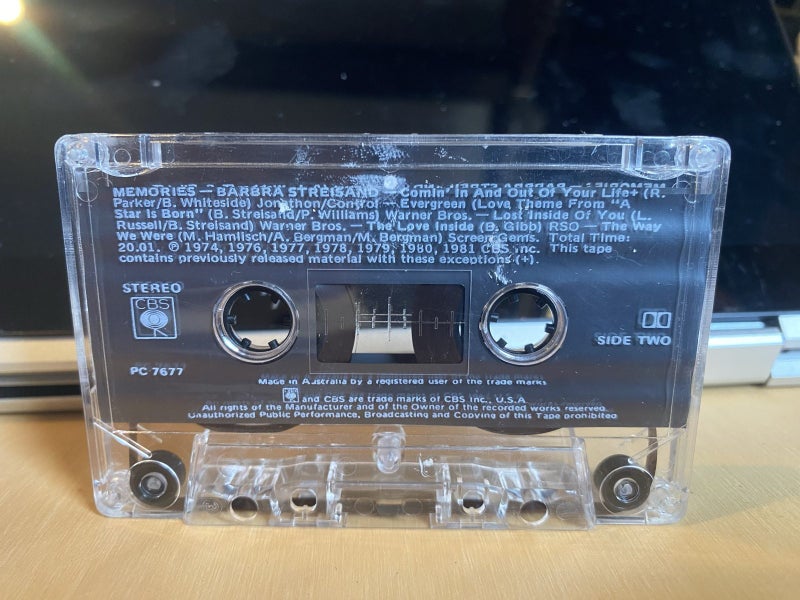 MEMORIES — BARBRA STREISAND — Comin' In And Out Of Your Life+ (R.
Parker/B. Whiteside) Jonathon/Control — Evergreen (Love Theme From "A
Star Is Born" (B. Streisand/P. Williams) Warner Bros. — Lost Inside Of You (L.
Russell/B. Streisand) Warner Bros. — The Love Inside (B. Gibb) RSO — The Way
We Were (M. Hamlisch/A. Bergman/M. Bergman) Screen Gems. Total Time:
20.01. ℗ 1974, 1976, 1977, 1978, 1979, 1980, 1981 CBS Inc. This tape
contains previously released material with these exceptions (+).
STEREO
CBS
SIDE TWO
PC 7677
Made in Australia by a registered user of the trade marks
and CBS are trade marks of CBS Inc., U.S.A
All rights of the Manufacturer and of the Owner of the recorded works reserved.
Unauthorized Public Performance, Broadcasting and Copying of this Tape prohibited